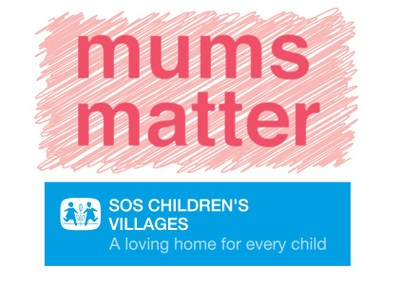 mums
matter
SOS CHILDREN'S
VILLAGES
A loving home for every child